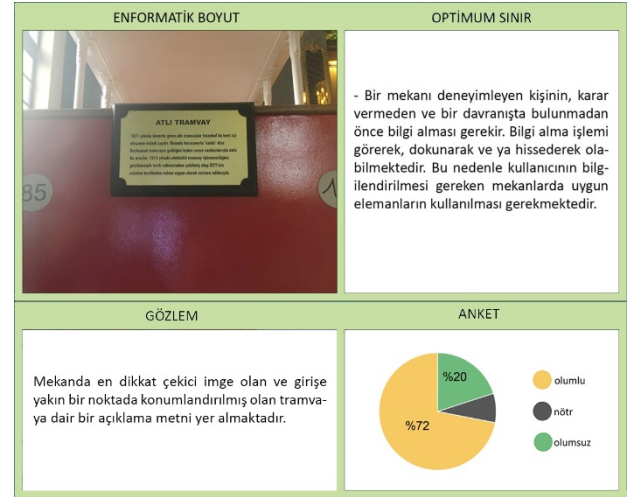 ENFORMATİK BOYUT
OPTİMUM SINIR
ATLI TRAMVAY
85
- Bir mekanı deneyimleyen kişinin, karar
vermeden ve bir davranışta bulunmadan
önce bilgi alması gerekir. Bilgi alma işlemi
görerek, dokunarak ve ya hissederek ola-
bilmektedir. Bu nedenle kullanıcının bilg-
ilendirilmesi gereken mekanlarda uygun
elemanların kullanılması gerekmektedir.
GÖZLEM
ANKET
Mekanda en dikkat çekici imge olan ve girişe
yakın bir noktada konumlandırılmış olan tramva-
ya dair bir açıklama metni yer almaktadır.
%20
%72
olumlu
nötr
olumsuz